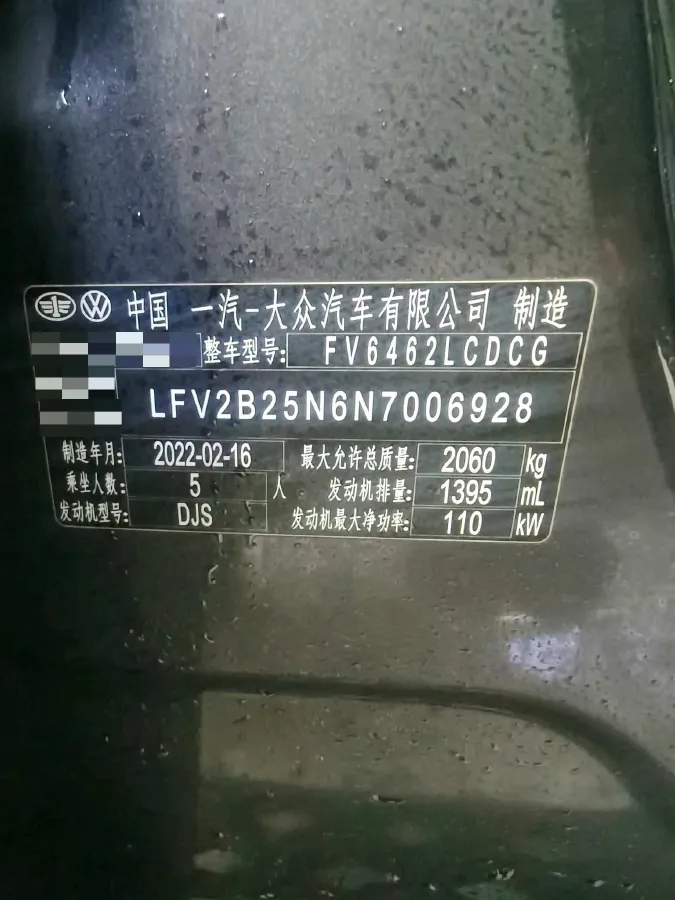 中国 一汽-大众汽车有限公司 制造
整车型号: FV6462LCDCG
LFV2B25N6N7006928
制造年月: 2022-02-16 最大允许总质量: 2060 kg
乘坐人数: 5 人 发动机排量: 1395 mL
发动机型号: DJS 发动机最大净功率: 110 kW